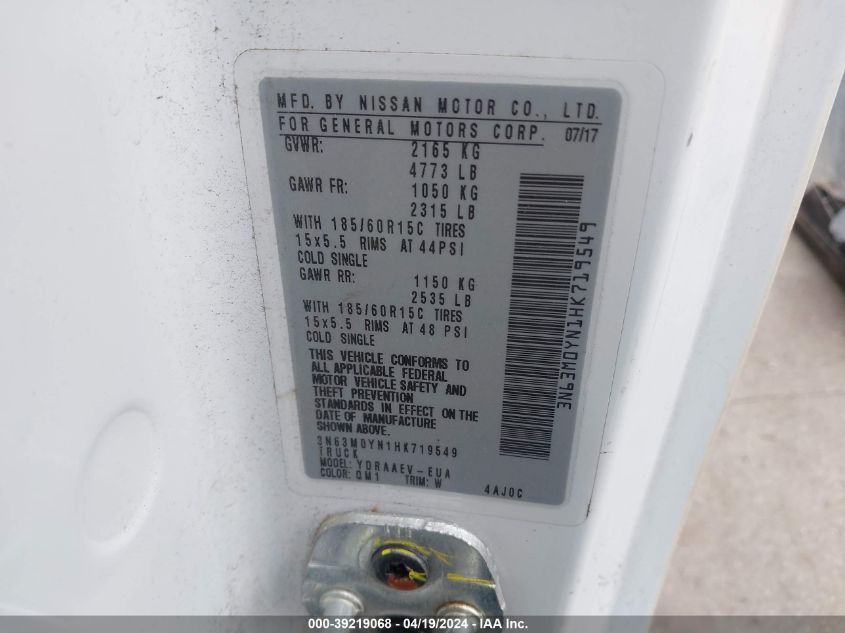 MFD. BY NISSAN MOTOR CO., LTD.
FOR GENERAL MOTORS CORP. 07/17
GVWR: 2165 KG
4773 LB
GAWR FR: 1050 KG
2315 LB
WITH 185/60R15C TIRES
15x5.5 RIMS AT 44PSI
COLD SINGLE
GAWR RR: 1150 KG
2535 LB
WITH 185/60R15C TIRES
15x5.5 RIMS AT 48 PSI
COLD SINGLE
THIS VEHICLE CONFORMS TO
ALL APPLICABLE FEDERAL
MOTOR VEHICLE SAFETY AND
THEFT PREVENTION
STANDARDS IN EFFECT ON THE
DATE OF MANUFACTURE
SHOWN ABOVE.
3N63M0YN1HK719549
TRUCK
MODEL: YDRAAEV-EUA
COLOR: QM1 TRIM: W 4AJ0C
3N63M0YN1HK719549
000-39219068 - 04/19/2024 - IAA Inc.